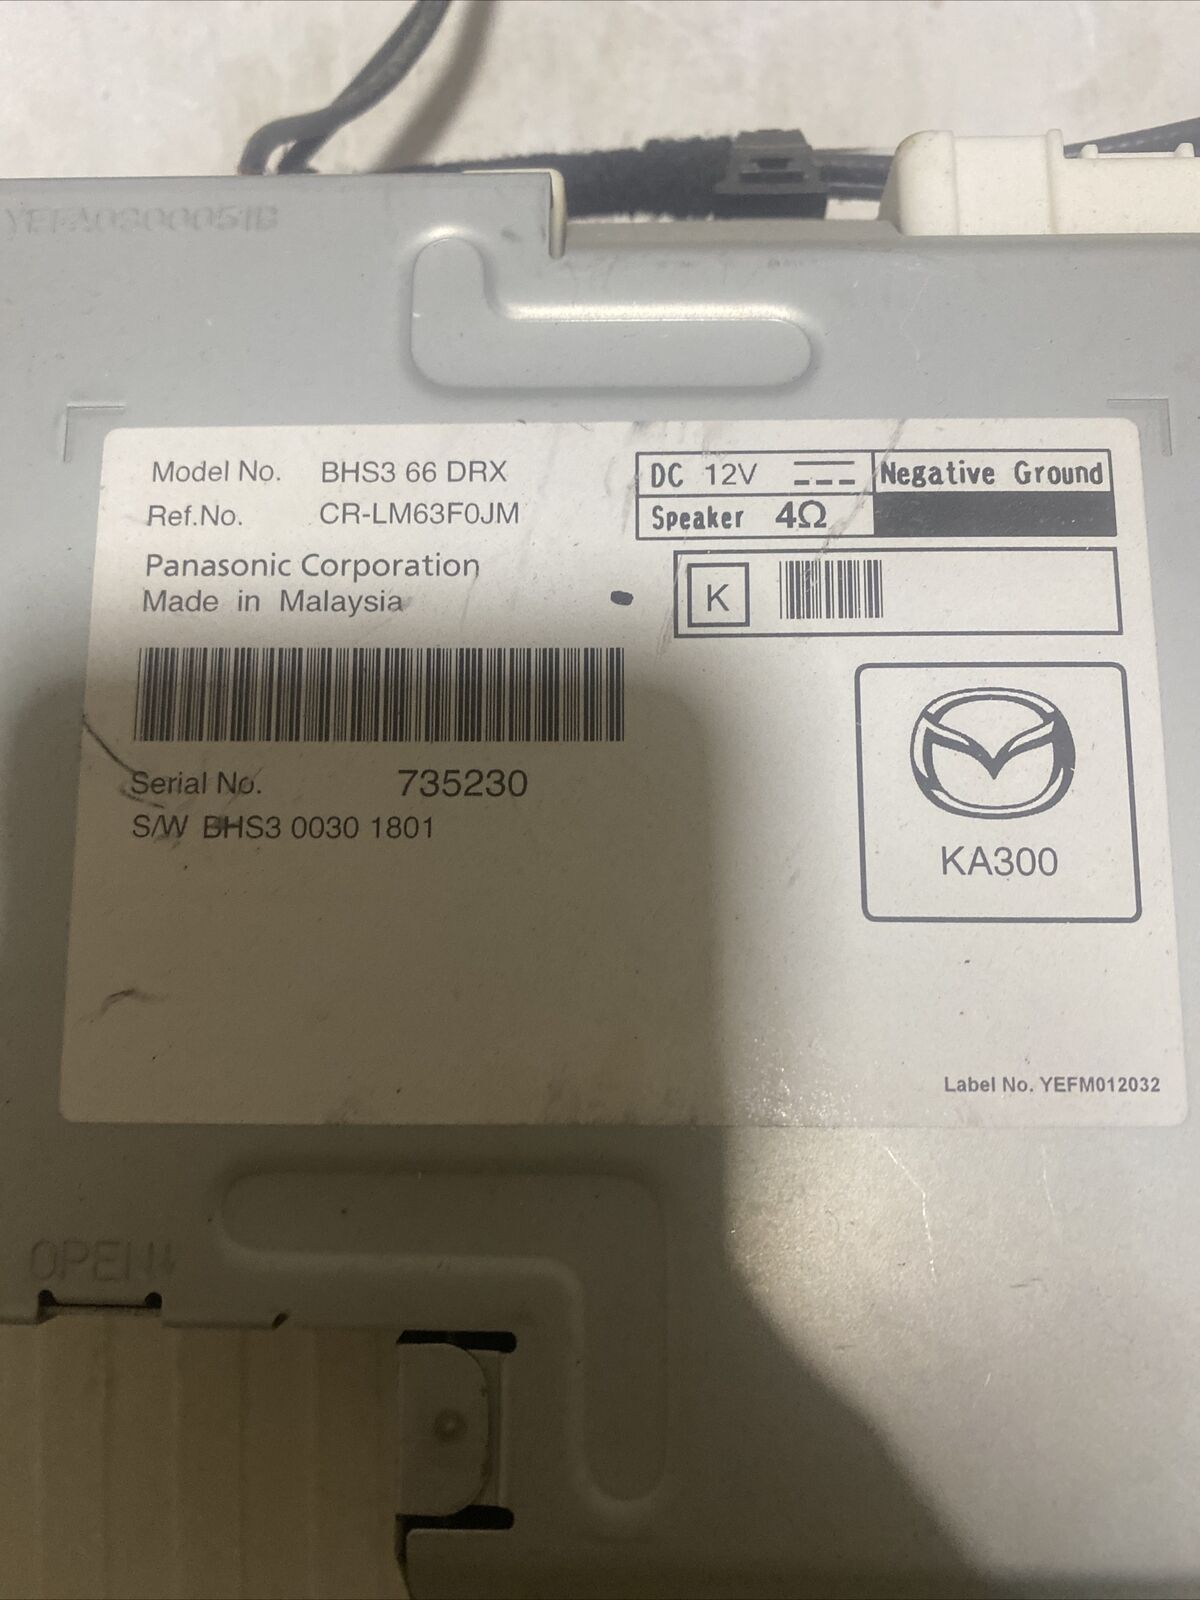 YEFA0800051B
Model No. BHS3 66 DRX
Ref.No. CR-LM63F0JM
Panasonic Corporation
Made in Malaysia
DC 12V
Negative Ground
Speaker 4Ω
K
Serial No. 735230
S/W BHS3 0030 1801
KA300
Label No. YEFM012032
OPEN